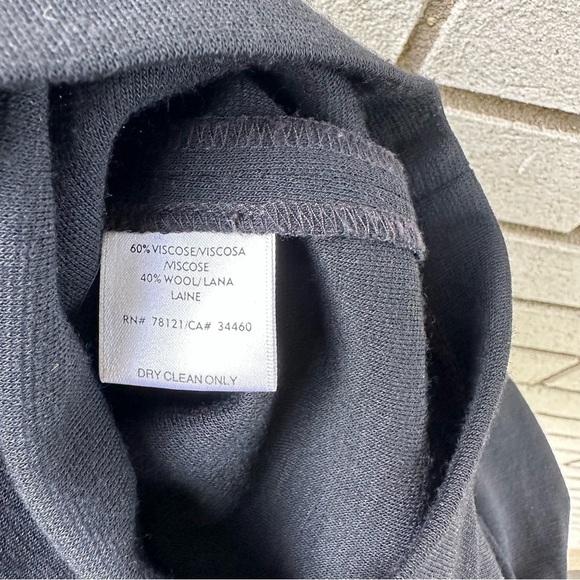 60% VISCOSE/VISCOSA
/VISCOSE
40% WOOL/LANA
LAINE
RN# 78121/CA# 34460
DRY CLEAN ONLY